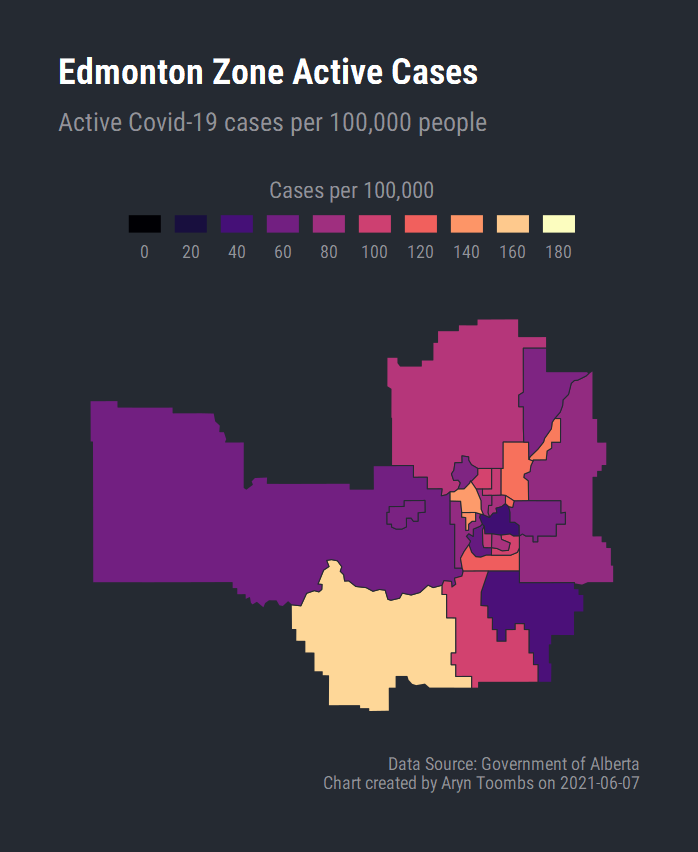 Edmonton Zone Active Cases
Active Covid-19 cases per 100,000 people
Cases per 100,000
0 20 40 60 80 100 120 140 160 180
Data Source: Government of Alberta
Chart created by Aryn Toombs on 2021-06-07